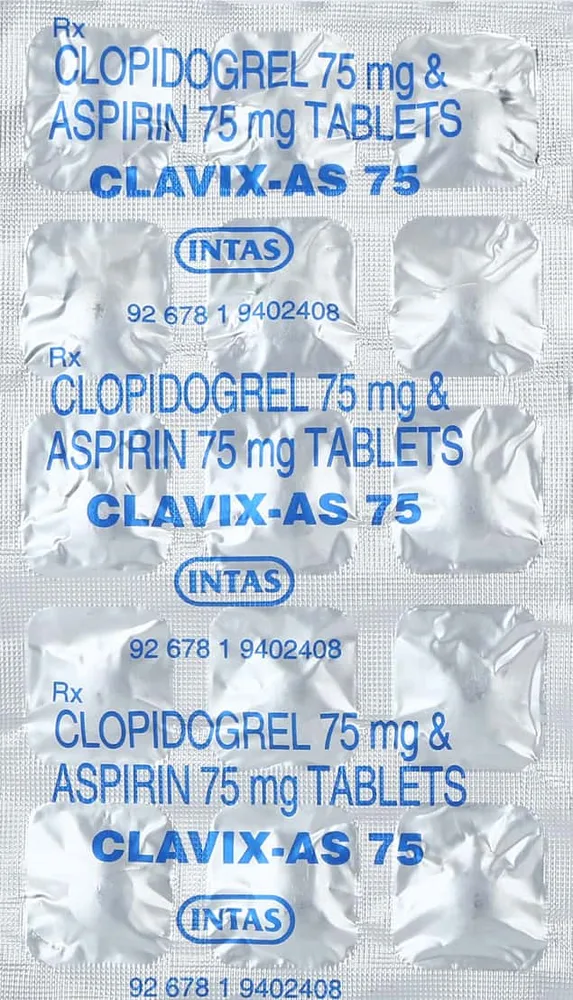 Rx
CLOPIDOGREL 75 mg &
ASPIRIN 75 mg TABLETS
CLAVIX-AS 75
INTAS
92 678 1 9402408
Rx
CLOPIDOGREL 75 mg &
ASPIRIN 75 mg TABLETS
CLAVIX-AS 75
INTAS
92 678 1 9402408
Rx
CLOPIDOGREL 75 mg &
ASPIRIN 75 mg TABLETS
CLAVIX-AS 75
INTAS
92 678 1 9402408